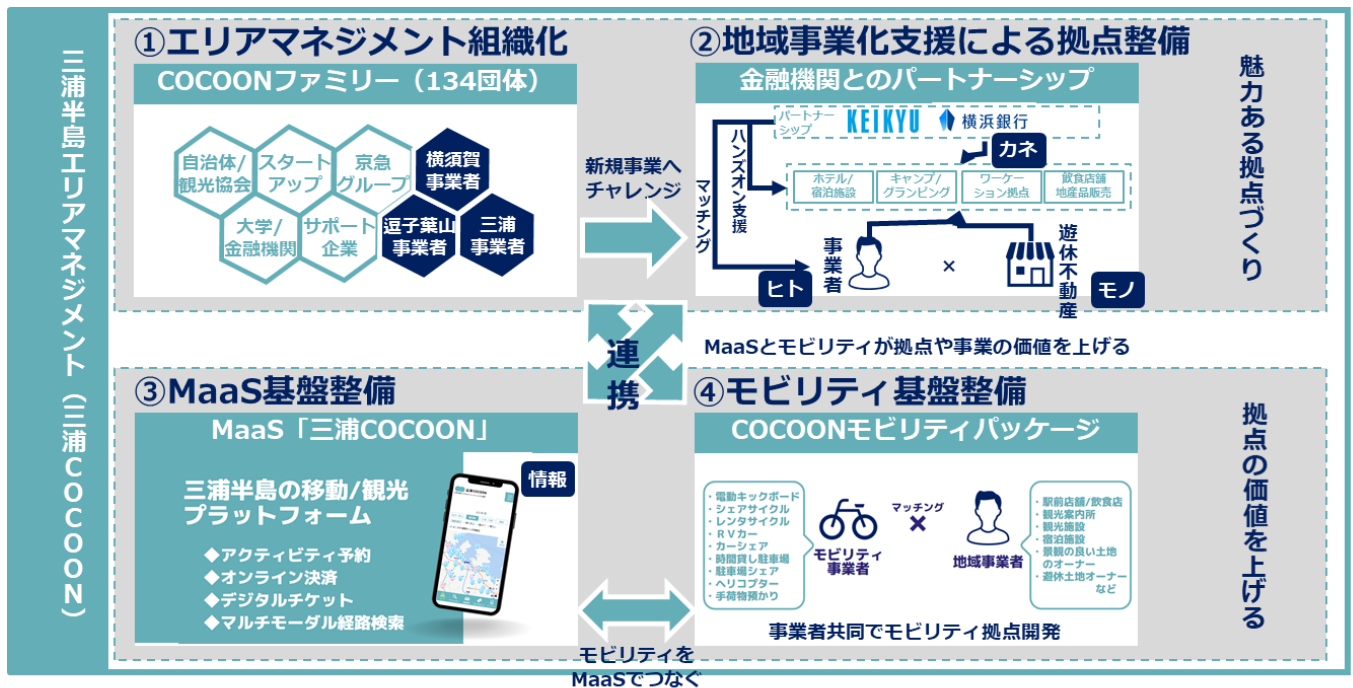 三浦半島エリアマネジメント（三浦COCOON）
①エリアマネジメント組織化
COCOONファミリー（134団体）
自治体/
観光協会
スタート
アップ
京急
グループ
横須賀
事業者
大学/
金融機関
サポート
企業
逗子葉山
事業者
三浦
事業者
新規事業へ
チャレンジ
②地域事業化支援による拠点整備
金融機関とのパートナーシップ
パートナー
シップ
KEIKYU
横浜銀行
カネ
ハンズオン支援
マッチング
ホテル/
宿泊施設
キャンプ/
グランピング
ワーケー
ション拠点
飲食店舗
地産品販売
事業者
×
遊休不動産
ヒト
モノ
魅力ある拠点づくり
連携
MaaSとモビリティが拠点や事業の価値を上げる
③MaaS基盤整備
MaaS「三浦COCOON」
情報
三浦半島の移動/観光
プラットフォーム
◆アクティビティ予約
◆オンライン決済
◆デジタルチケット
◆マルチモーダル経路検索
モビリティを
MaaSでつなぐ
④モビリティ基盤整備
COCOONモビリティパッケージ
・電動キックボード
・シェアサイクル
・レンタサイクル
・ＲＶカー
・カーシェア
・時間貸し駐車場
・駐車場シェア
・ヘリコプター
・手荷物預かり
モビリティ
事業者
マッチング
×
地域事業者
・駅前店舗/飲食店
・観光案内所
・観光施設
・宿泊施設
・景観の良い土地
のオーナー
・遊休土地オーナー
など
事業者共同でモビリティ拠点開発
拠点の価値を上げる